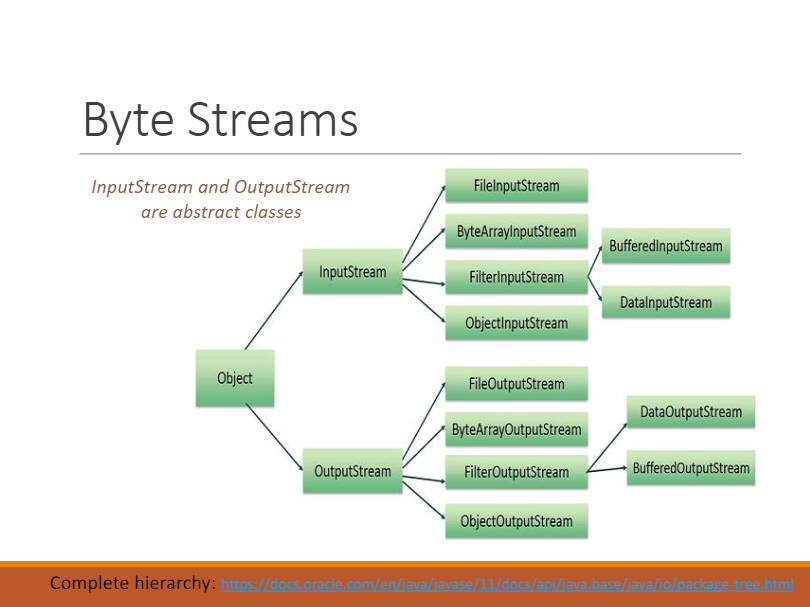 Byte Streams
InputStream and OutputStream
are abstract classes
FileInputStream
ByteArrayInputStream
BufferedInputStream
InputStream
FilterInputStream
DataInputStream
ObjectInputStream
Object
FileOutputStream
DataOutputStream
ByteArrayOutputStream
OutputStream
FilterOutputStream
BufferedOutputStream
ObjectOutputStream
Complete hierarchy: https://docs.oracle.com/en/java/javase/11/docs/api/java.base/java/io/package-tree.html